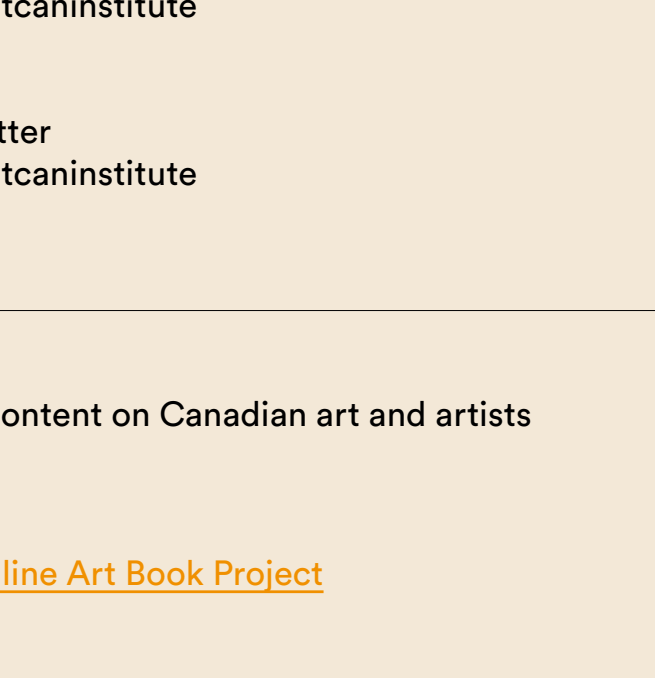 tcaninstitute
tter
tcaninstitute
ontent on Canadian art and artists
line Art Book Project